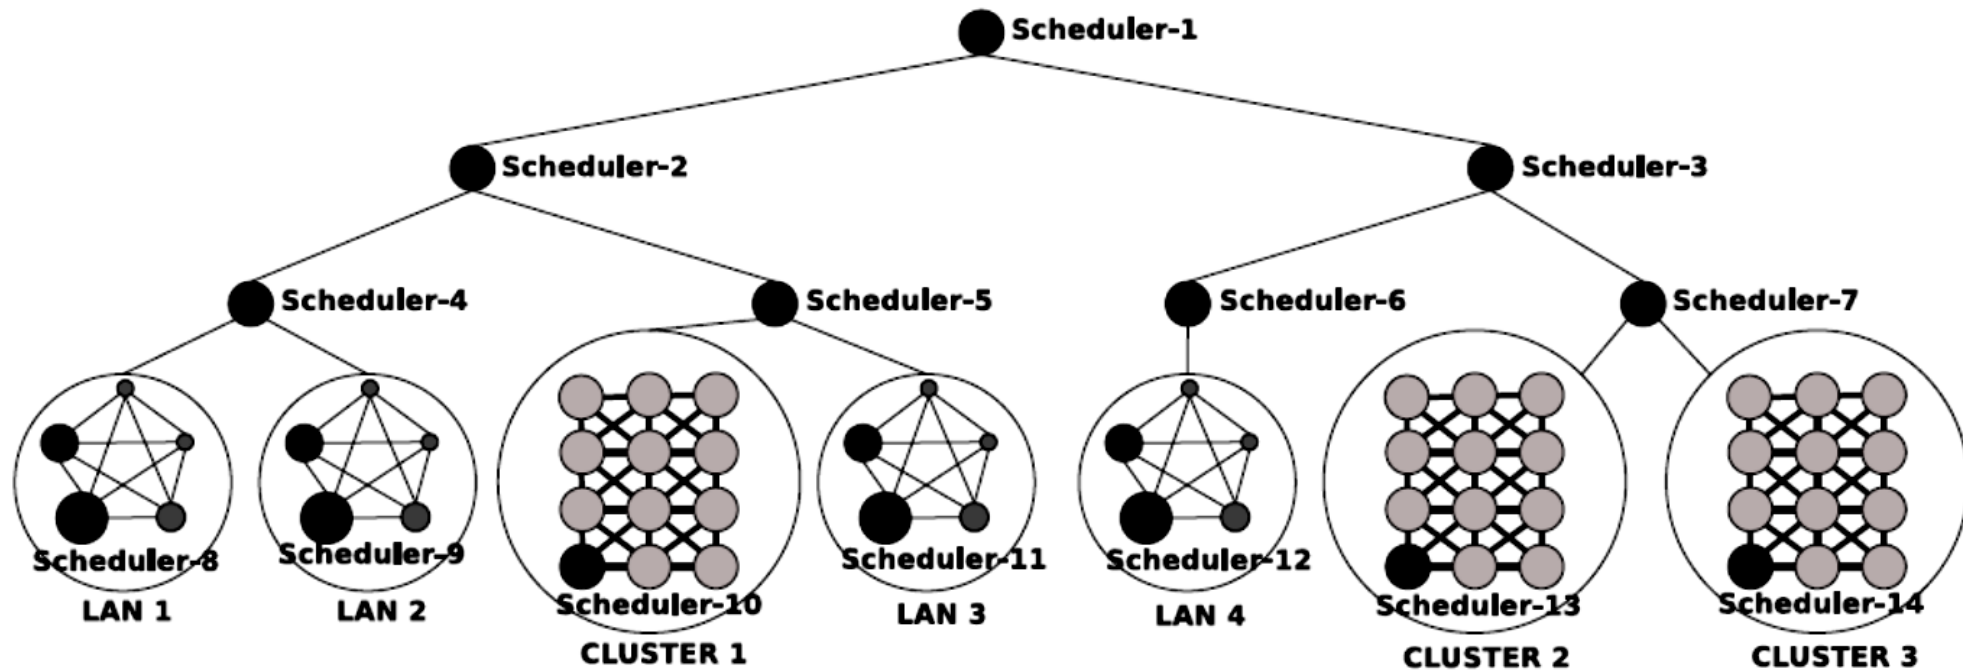 Scheduler-1
Scheduler-2
Scheduler-3
Scheduler-4
Scheduler-5
Scheduler-6
Scheduler-7
Scheduler-8
Scheduler-9
Scheduler-10
Scheduler-11
Scheduler-12
Scheduler-13
Scheduler-14
LAN 1
LAN 2
CLUSTER 1
LAN 3
LAN 4
CLUSTER 2
CLUSTER 3